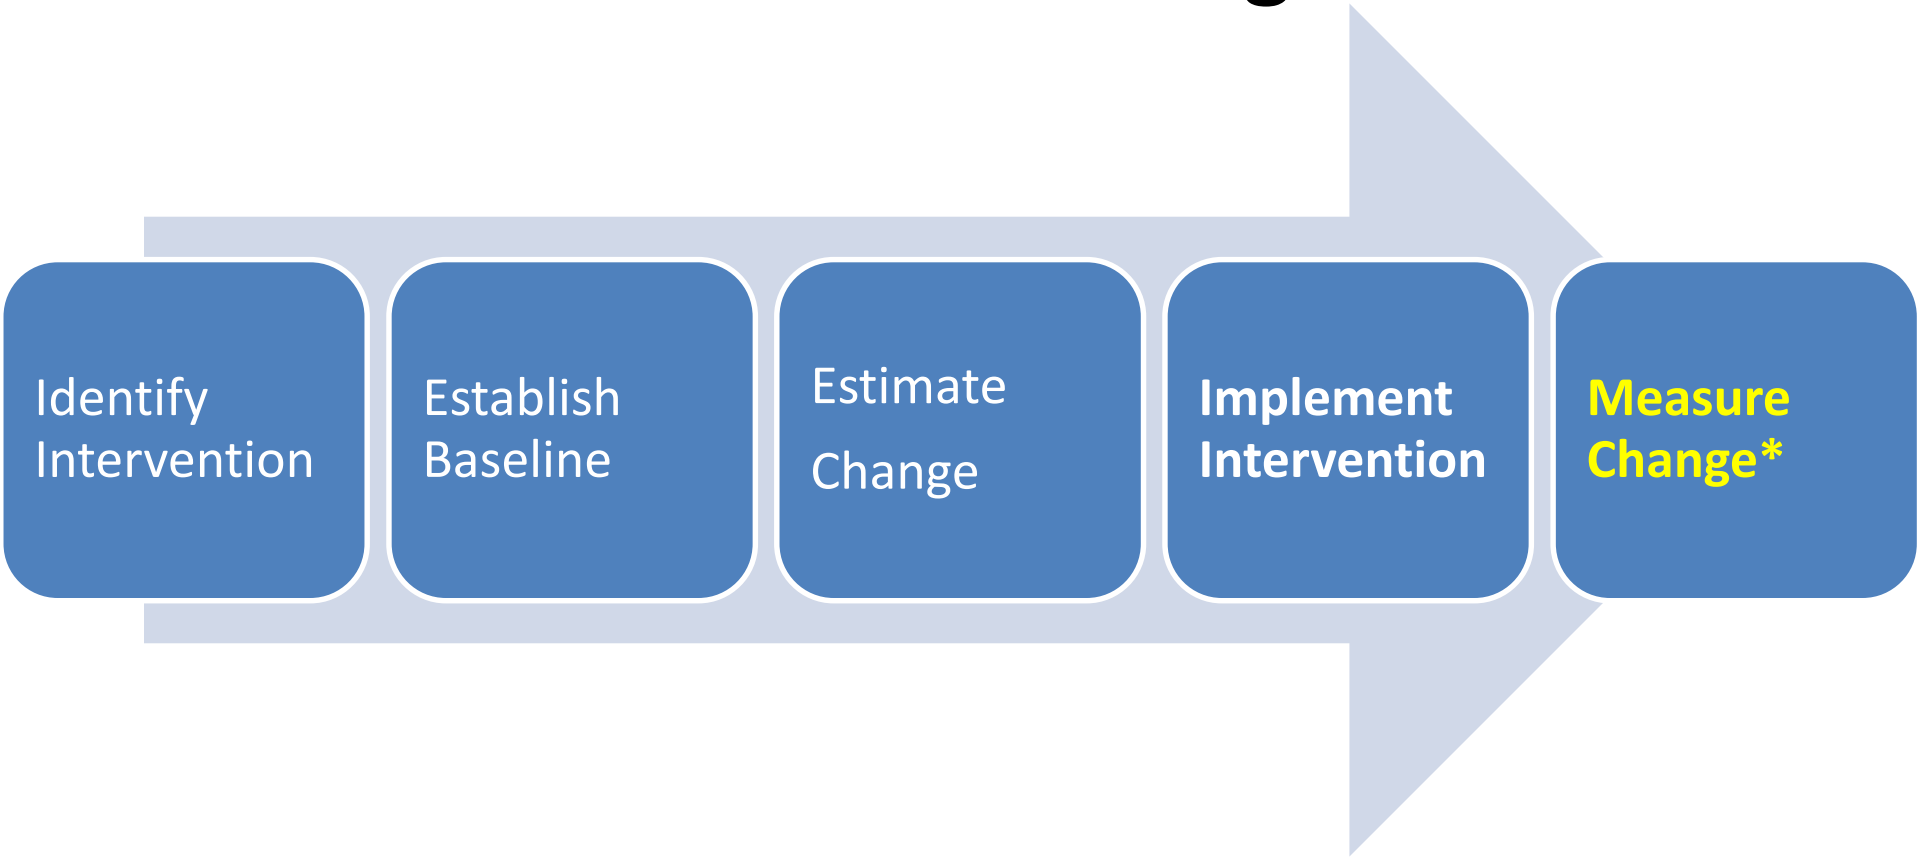 Identify
Intervention
Establish
Baseline
Estimate
Change
Implement
Intervention
Measure
Change*